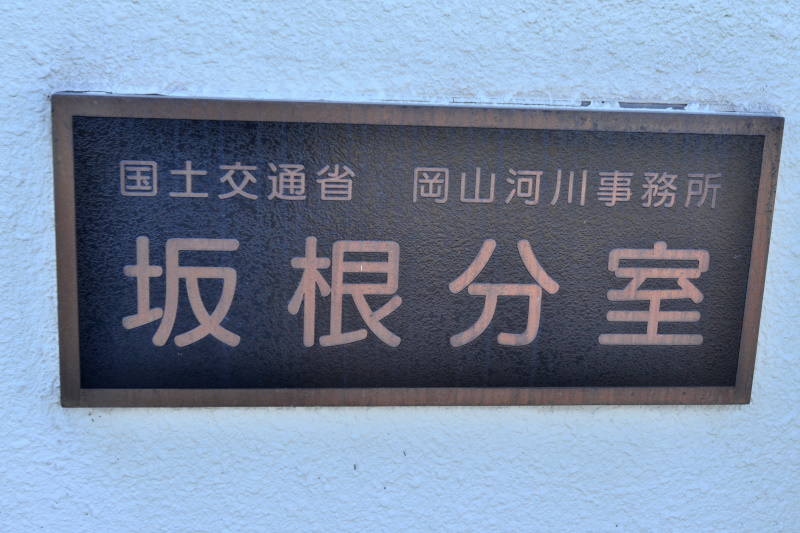 国土交通省　岡山河川事務所
坂根分室